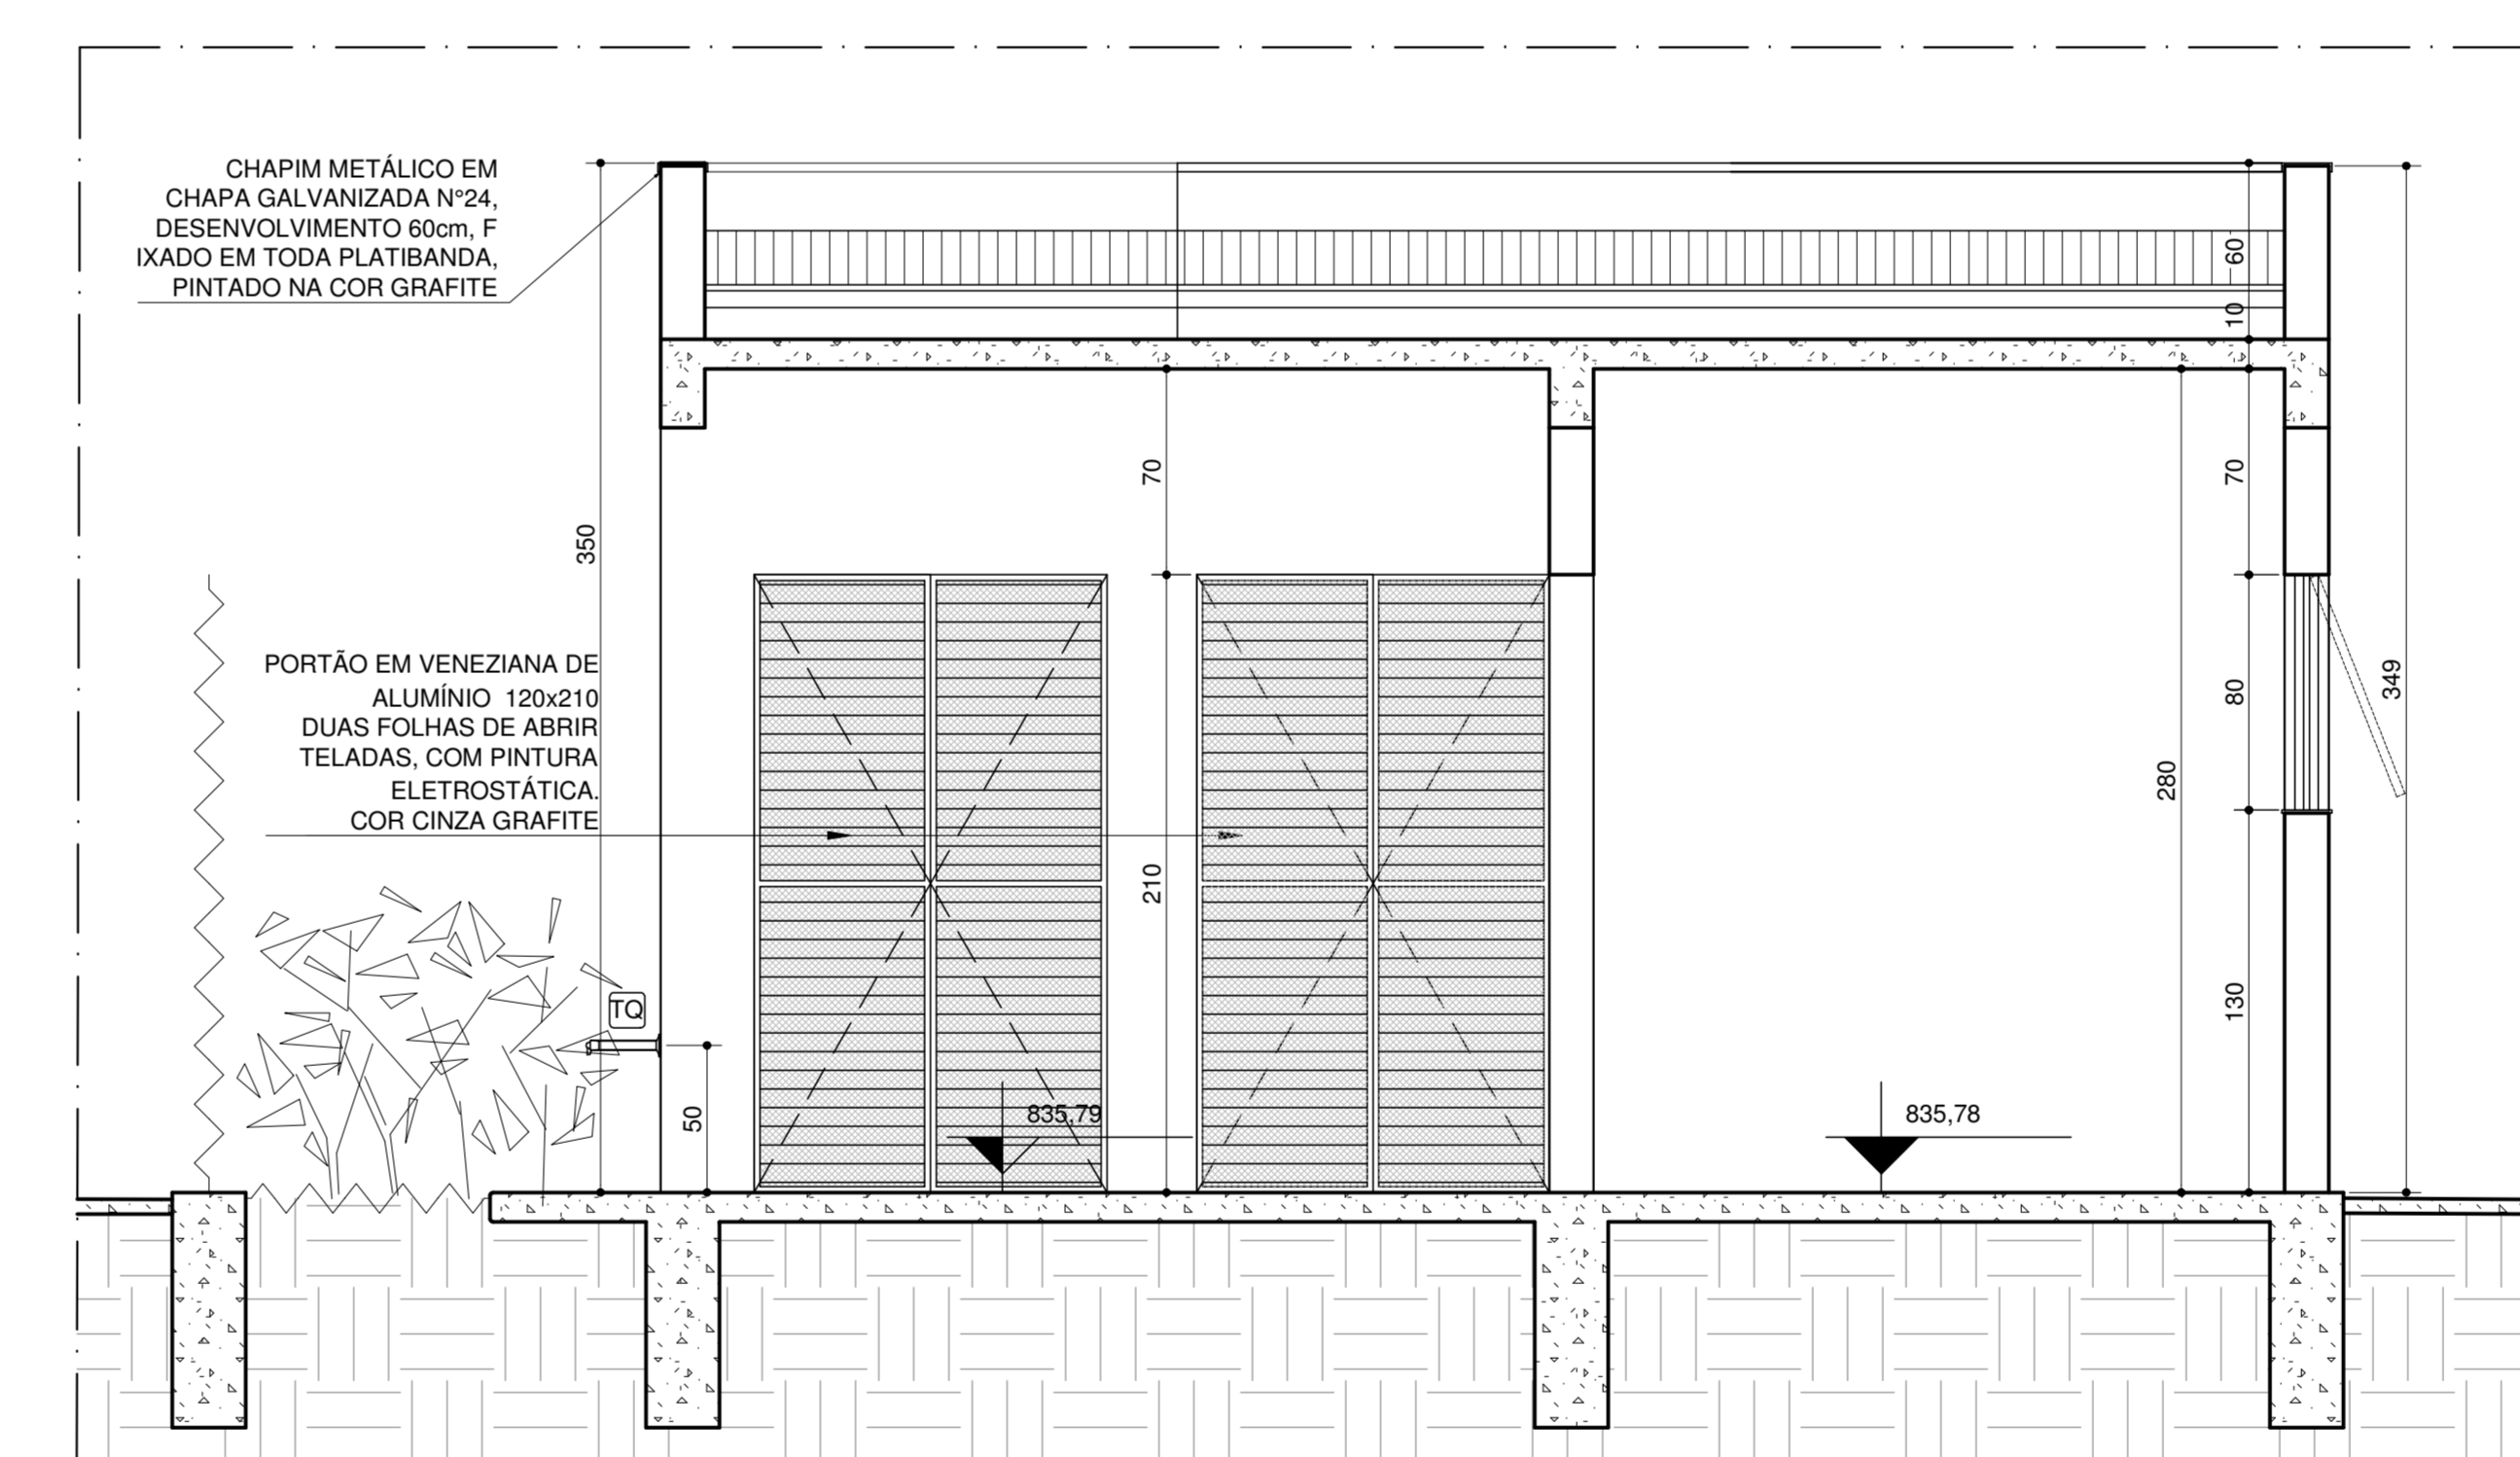 CHAPIM METÁLICO EM
CHAPA GALVANIZADA N°24,
DESENVOLVIMENTO 60cm, F
IXADO EM TODA PLATIBANDA,
PINTADO NA COR GRAFITE
60
10
350
70
70
PORTÃO EM VENEZIANA DE
ALUMÍNIO 120x210
DUAS FOLHAS DE ABRIR
TELADAS, COM PINTURA
ELETROSTÁTICA.
COR CINZA GRAFITE
349
80
280
210
130
TQ
50
835,79
835,78